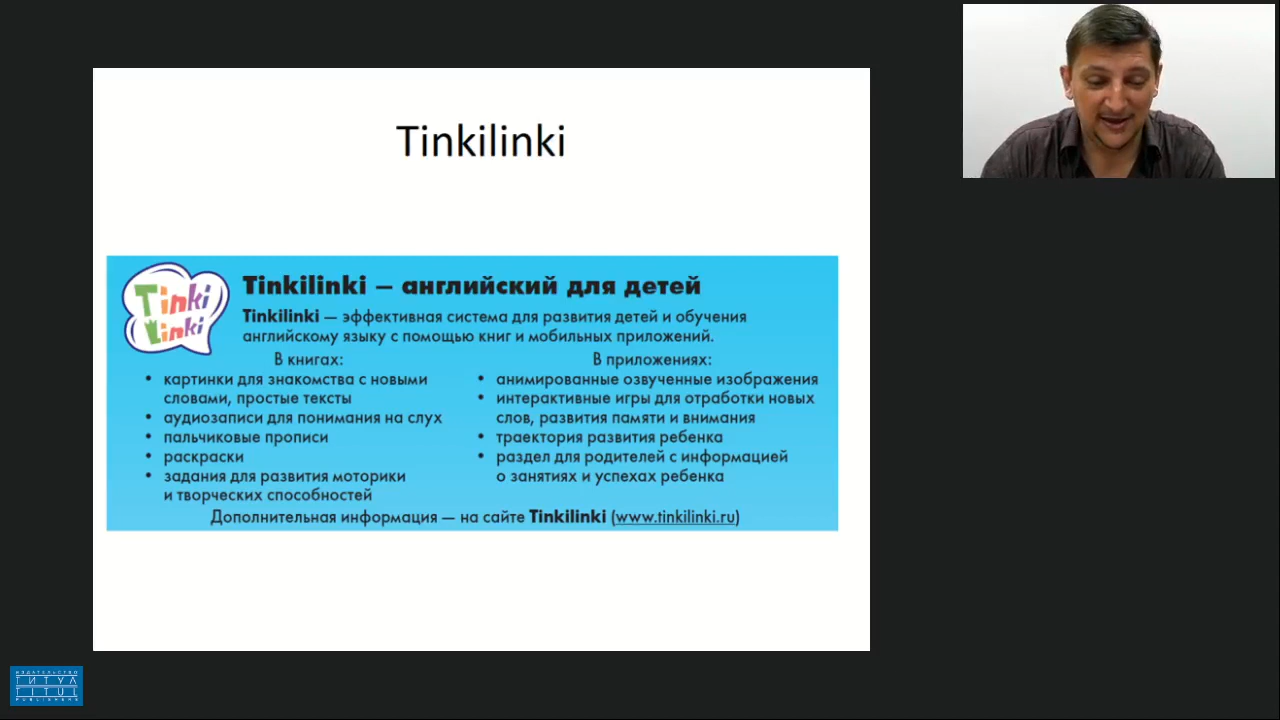 Tinkilinki
Tinki
Linki
Tinkilinki – английский для детей
Tinkilinki — эффективная система для развития детей и обучения
английскому языку с помощью книг и мобильных приложений.
В книгах:
• картинки для знакомства с новыми
словами, простые тексты
• аудиозаписи для понимания на слух
• пальчиковые прописи
• раскраски
• задания для развития моторики
и творческих способностей
В приложениях:
• анимированные озвученные изображения
• интерактивные игры для отработки новых
слов, развития памяти и внимания
• траектория развития ребенка
• раздел для родителей с информацией
о занятиях и успехах ребенка
Дополнительная информация — на сайте Tinkilinki (www.tinkilinki.ru)
ИЗДАТЕЛЬСТВО
ТИТУЛ
TITUL
PUBLISHERS